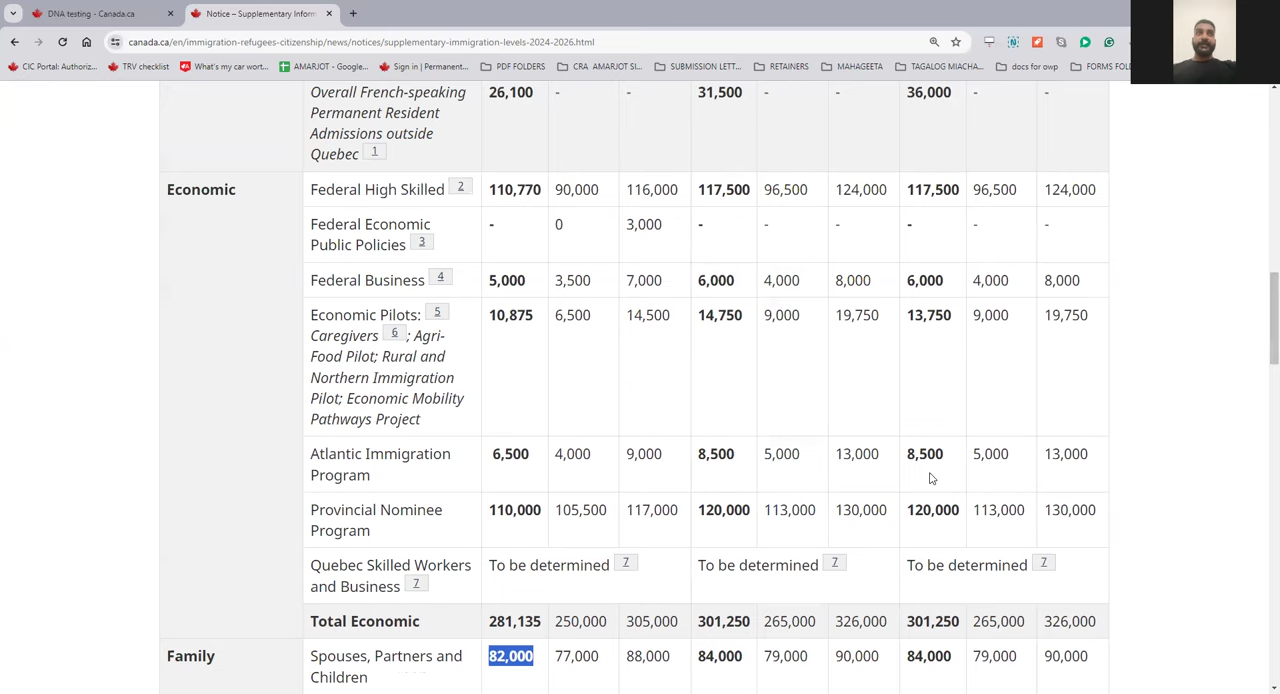 DNA testing - Canada.ca
Notice – Supplementary Inform
canada.ca/en/immigration-refugees-citizenship/news/notices/supplementary-immigration-levels-2024-2026.html
CIC Portal: Authoriz... TRV checklist What's my car wort... AMARJOT - Google... Sign in | Permanent... PDF FOLDERS CRA AMARJOT SI... SUBMISSION LETT... RETAINERS MAHAGEETA TAGALOG MIACHA... docs for owp FORMS FOLD
Overall French-speaking 26,100 - - 31,500 - - 36,000 - -
Permanent Resident
Admissions outside
Quebec 1
Economic Federal High Skilled 2 110,770 90,000 116,000 117,500 96,500 124,000 117,500 96,500 124,000
Federal Economic - 0 3,000 - - - - - -
Public Policies 3
Federal Business 4 5,000 3,500 7,000 6,000 4,000 8,000 6,000 4,000 8,000
Economic Pilots: 5 10,875 6,500 14,500 14,750 9,000 19,750 13,750 9,000 19,750
Caregivers 6 ; Agri-
Food Pilot; Rural and
Northern Immigration
Pilot; Economic Mobility
Pathways Project
Atlantic Immigration 6,500 4,000 9,000 8,500 5,000 13,000 8,500 5,000 13,000
Program
Provincial Nominee 110,000 105,500 117,000 120,000 113,000 130,000 120,000 113,000 130,000
Program
Quebec Skilled Workers To be determined 7 To be determined 7 To be determined 7
and Business 7
Total Economic 281,135 250,000 305,000 301,250 265,000 326,000 301,250 265,000 326,000
Family Spouses, Partners and 82,000 77,000 88,000 84,000 79,000 90,000 84,000 79,000 90,000
Children